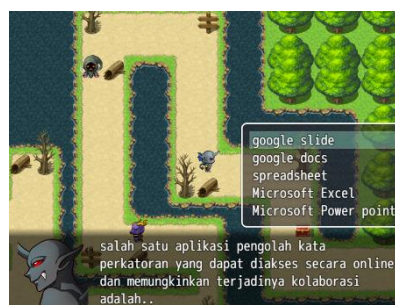 google slide
google docs
spreadsheet
Microsoft Excel
Microsoft Power point
salah satu aplikasi pengolah kata
perkatoran yang dapat diakses secara online
dan memungkinkan terjadinya kolaborasi
adalah..